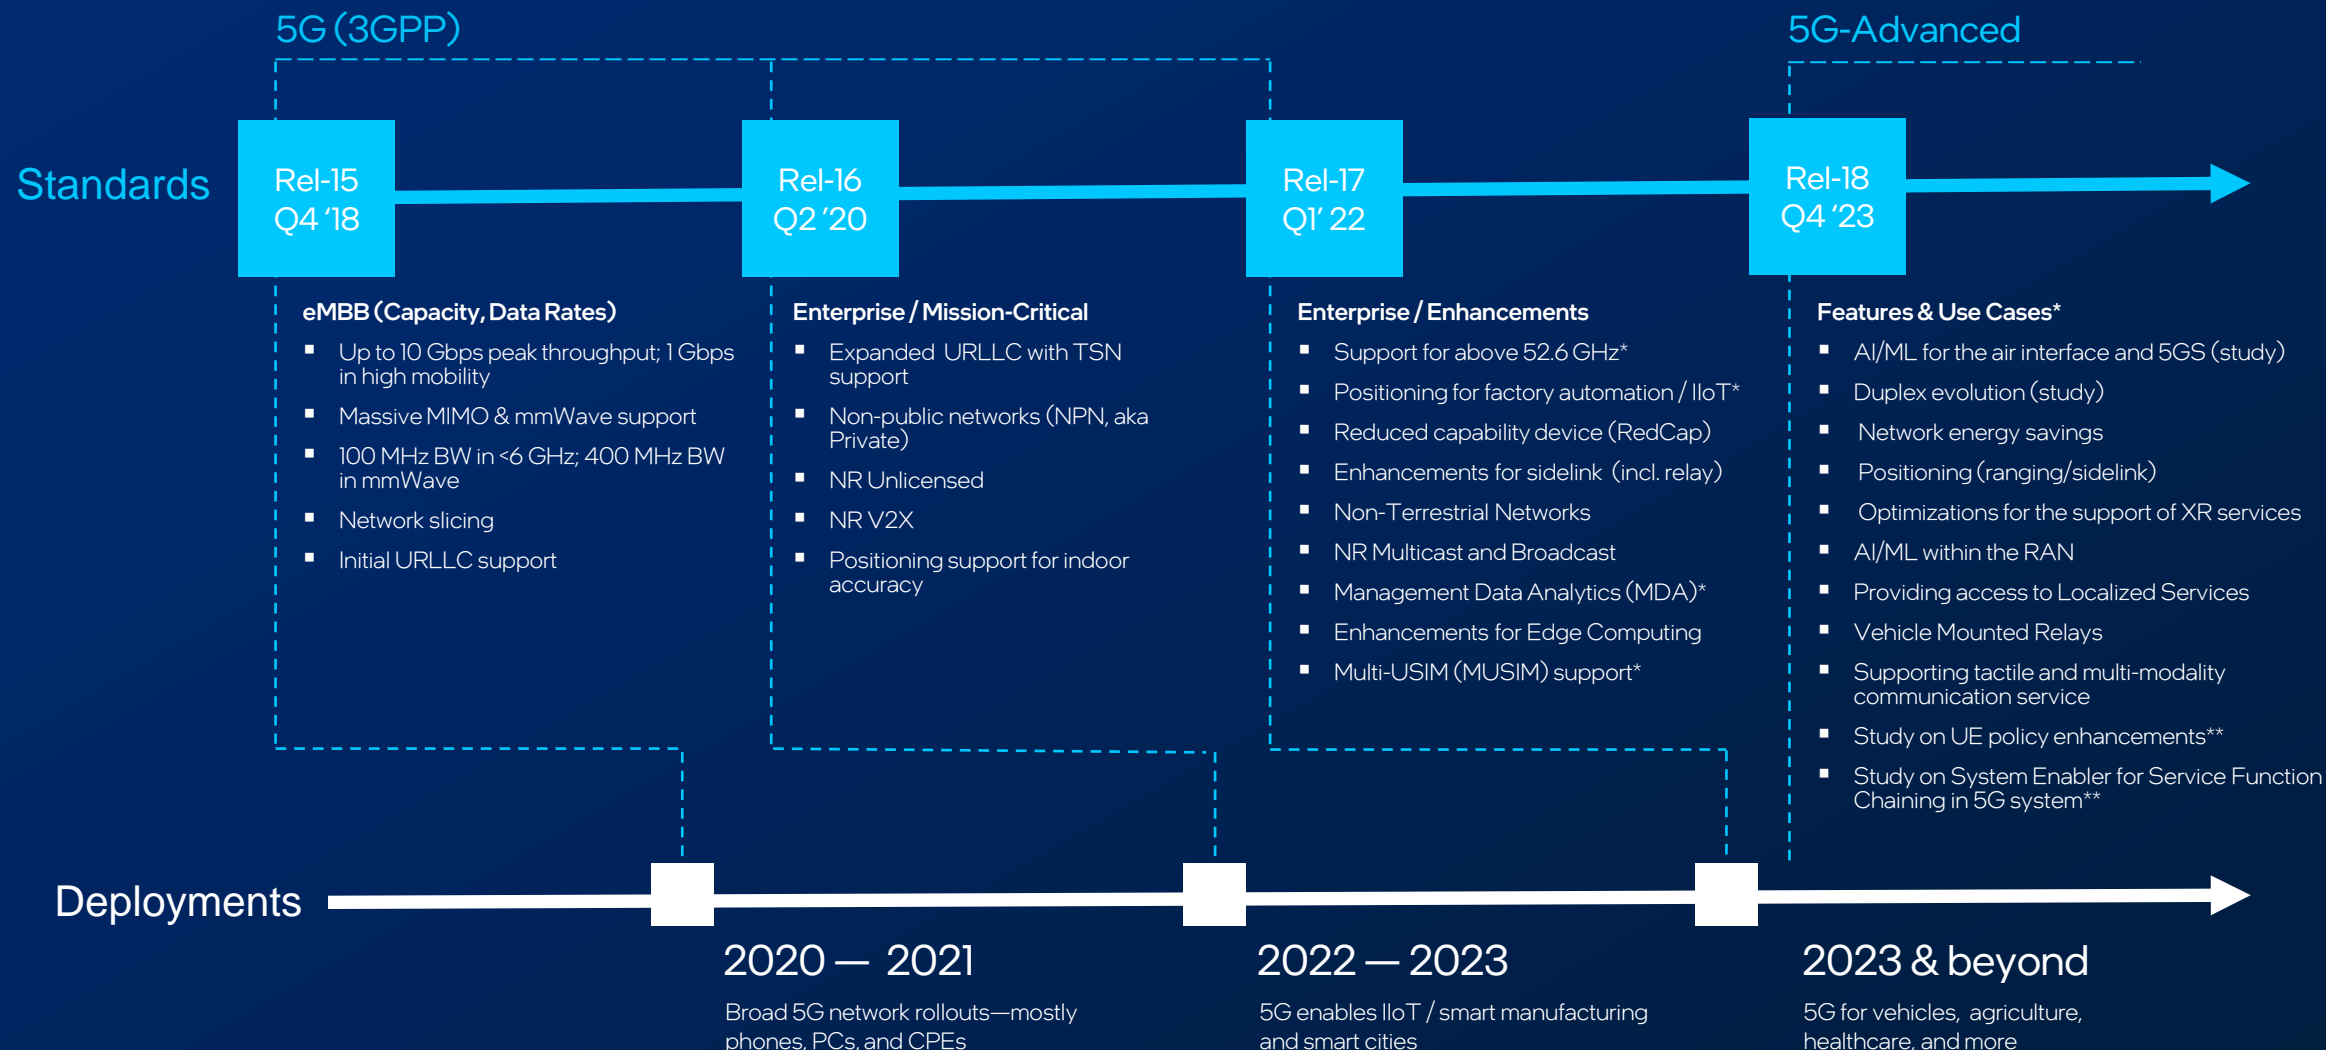 5G (3GPP)
5G-Advanced
Standards
Rel-15
Q4 ‘18
Rel-16
Q2 ‘20
Rel-17
Q1’ 22
Rel-18
Q4 ‘23
eMBB (Capacity, Data Rates)
▪ Up to 10 Gbps peak throughput; 1 Gbps
in high mobility
▪ Massive MIMO & mmWave support
▪ 100 MHz BW in <6 GHz; 400 MHz BW
in mmWave
▪ Network slicing
▪ Initial URLLC support
Enterprise / Mission-Critical
▪ Expanded URLLC with TSN
support
▪ Non-public networks (NPN, aka
Private)
▪ NR Unlicensed
▪ NR V2X
▪ Positioning support for indoor
accuracy
Enterprise / Enhancements
▪ Support for above 52.6 GHz*
▪ Positioning for factory automation / IIoT*
▪ Reduced capability device (RedCap)
▪ Enhancements for sidelink (incl. relay)
▪ Non-Terrestrial Networks
▪ NR Multicast and Broadcast
▪ Management Data Analytics (MDA)*
▪ Enhancements for Edge Computing
▪ Multi-USIM (MUSIM) support*
Features & Use Cases*
▪ AI/ML for the air interface and 5GS (study)
▪ Duplex evolution (study)
▪ Network energy savings
▪ Positioning (ranging/sidelink)
▪ Optimizations for the support of XR services
▪ AI/ML within the RAN
▪ Providing access to Localized Services
▪ Vehicle Mounted Relays
▪ Supporting tactile and multi-modality
communication service
▪ Study on UE policy enhancements**
▪ Study on System Enabler for Service Function
Chaining in 5G system**
Deployments
2020 — 2021
Broad 5G network rollouts—mostly
phones, PCs, and CPEs
2022 — 2023
5G enables IIoT / smart manufacturing
and smart cities
2023 & beyond
5G for vehicles, agriculture,
healthcare, and more